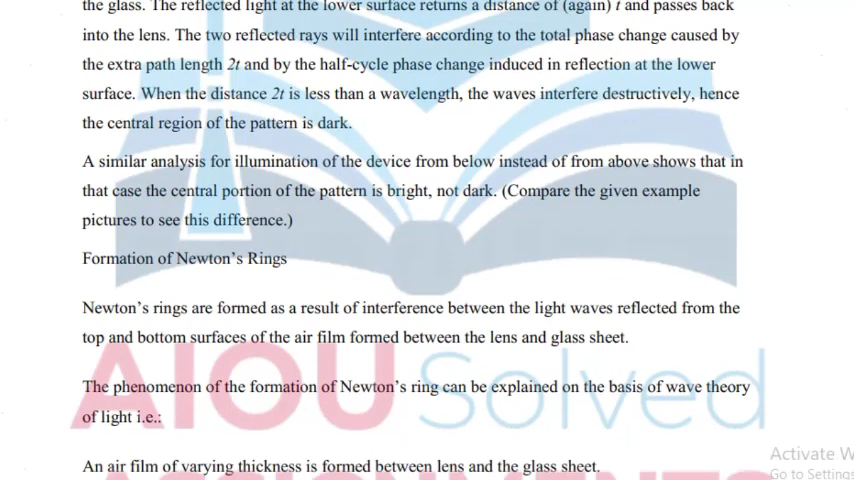 the glass. The reflected light at the lower surface returns a distance of (again) t and passes back
into the lens. The two reflected rays will interfere according to the total phase change caused by
the extra path length 2t and by the half-cycle phase change induced in reflection at the lower
surface. When the distance 2t is less than a wavelength, the waves interfere destructively, hence
the central region of the pattern is dark.
A similar analysis for illumination of the device from below instead of from above shows that in
that case the central portion of the pattern is bright, not dark. (Compare the given example
pictures to see this difference.)
Formation of Newton's Rings
Newton's rings are formed as a result of interference between the light waves reflected from the
top and bottom surfaces of the air film formed between the lens and glass sheet.
AIOU Solved
The phenomenon of the formation of Newton's ring can be explained on the basis of wave theory
of light i.e.:
An air film of varying thickness is formed between lens and the glass sheet.
Activate W
Go to Settings